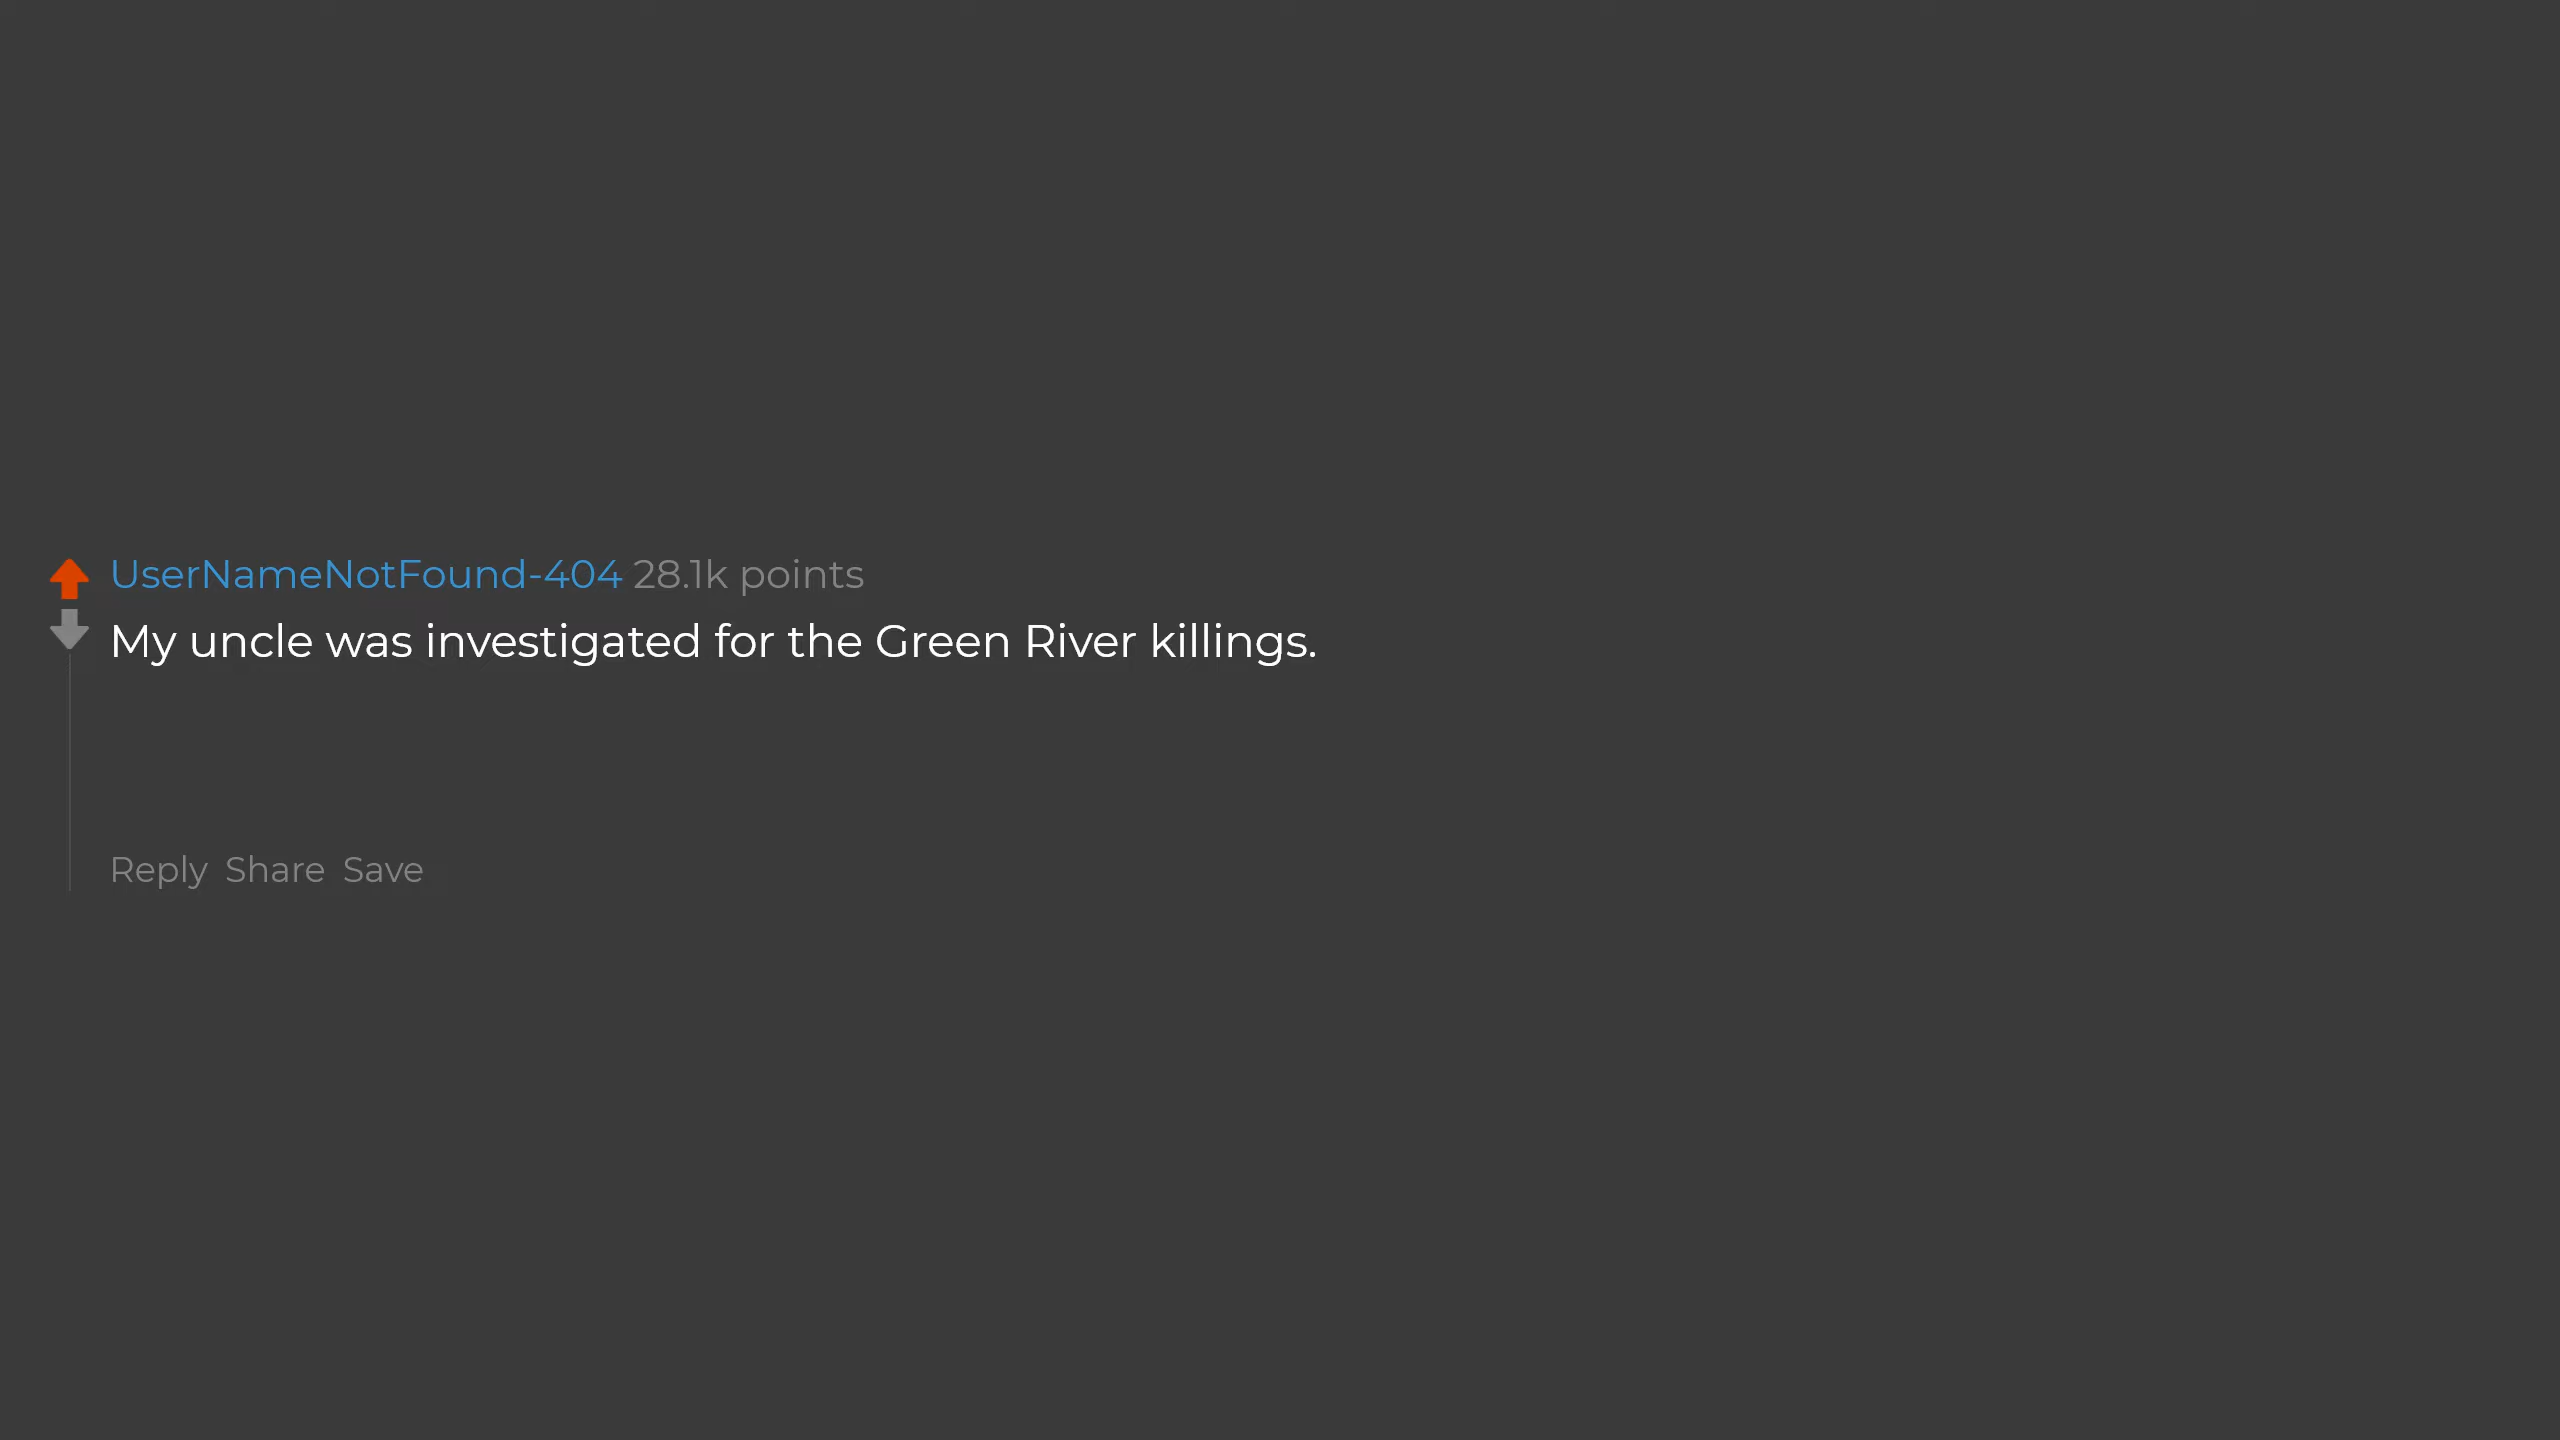 UserNameNotFound-404 28.1k points
My uncle was investigated for the Green River killings.
Reply Share Save